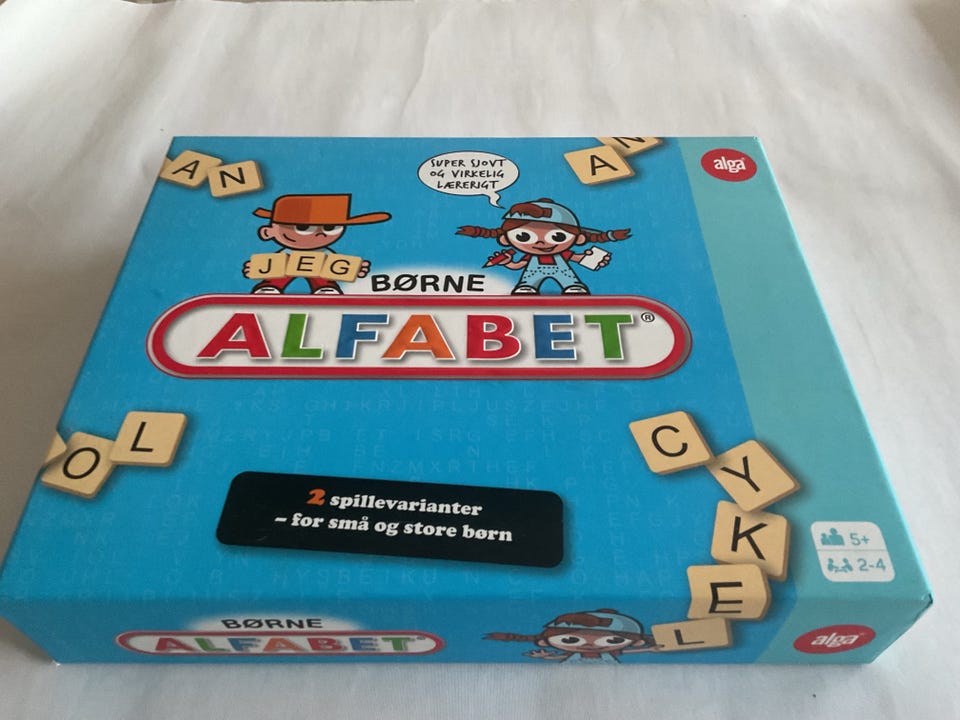 AN
AN
alga
SUPER SJOVT
OG VIRKELIG
LÆRERIGT
JEG
BØRNE
ALFABET®
OL
CYKEL
2 spillevarianter
– for små og store børn
5+
2-4
BØRNE
ALFABET®
alga